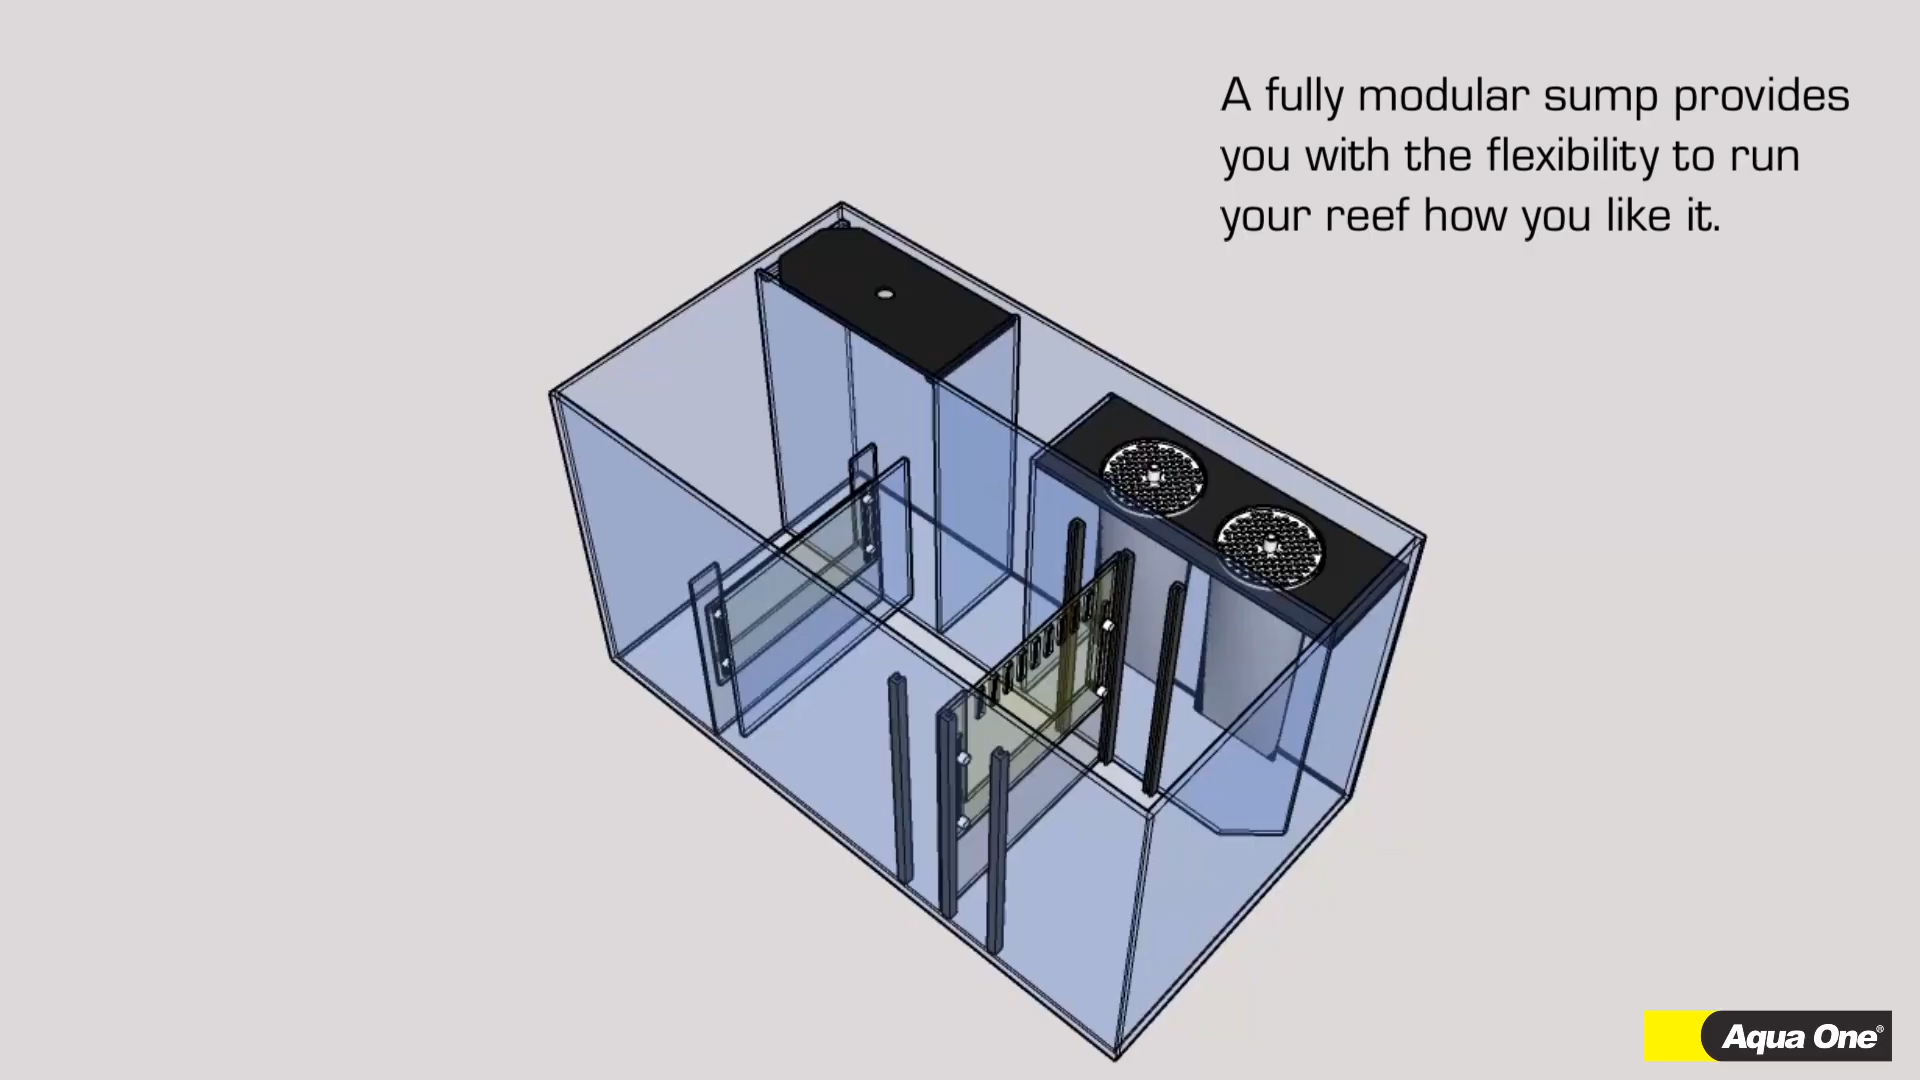 A fully modular sump provides
you with the flexibility to run
your reef how you like it.
Aqua One®